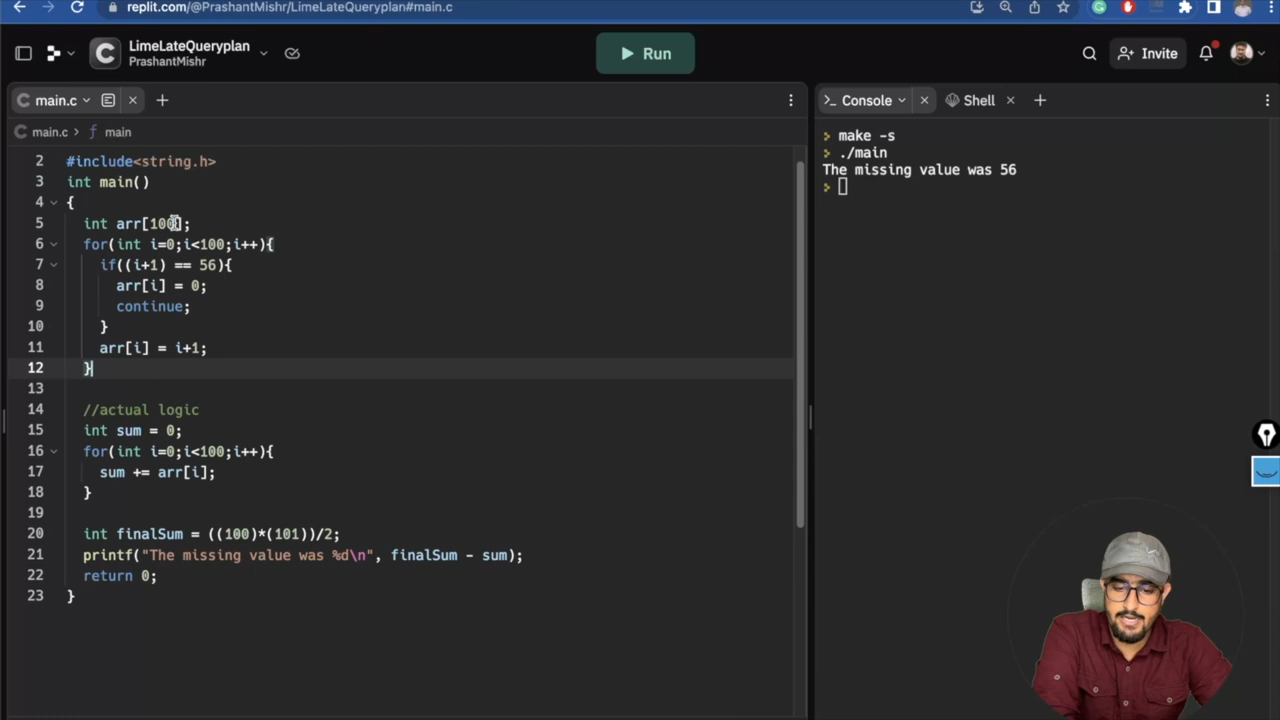 replit.com/@PrashantMishr/LimeLateQueryplan#main.c
LimeLateQueryplan
PrashantMishr
Run
Invite
main.c
main.c > f main
2 #include<string.h>
3 int main()
4 {
5   int arr[100];
6   for(int i=0;i<100;i++){
7     if((i+1) == 56){
8       arr[i] = 0;
9       continue;
10     }
11     arr[i] = i+1;
12   }
13
14   //actual logic
15   int sum = 0;
16   for(int i=0;i<100;i++){
17     sum += arr[i];
18   }
19
20   int finalSum = ((100)*(101))/2;
21   printf("The missing value was %d\n", finalSum - sum);
22   return 0;
23 }
Console
Shell
make -s
./main
The missing value was 56